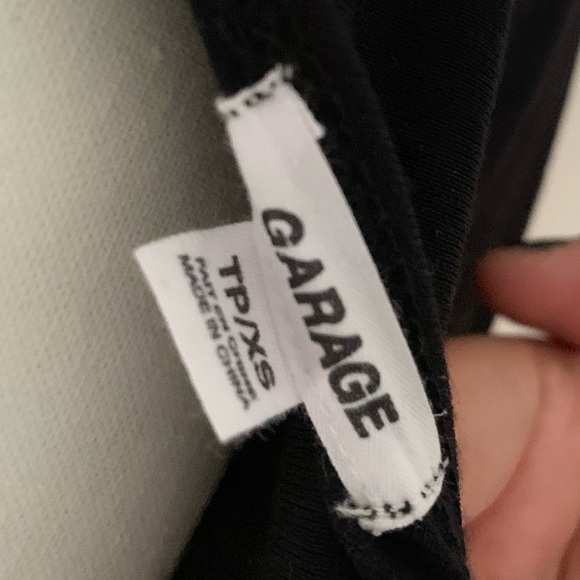 GARAGE
TP/XS
FAIT EN CHINE
MADE IN CHINA